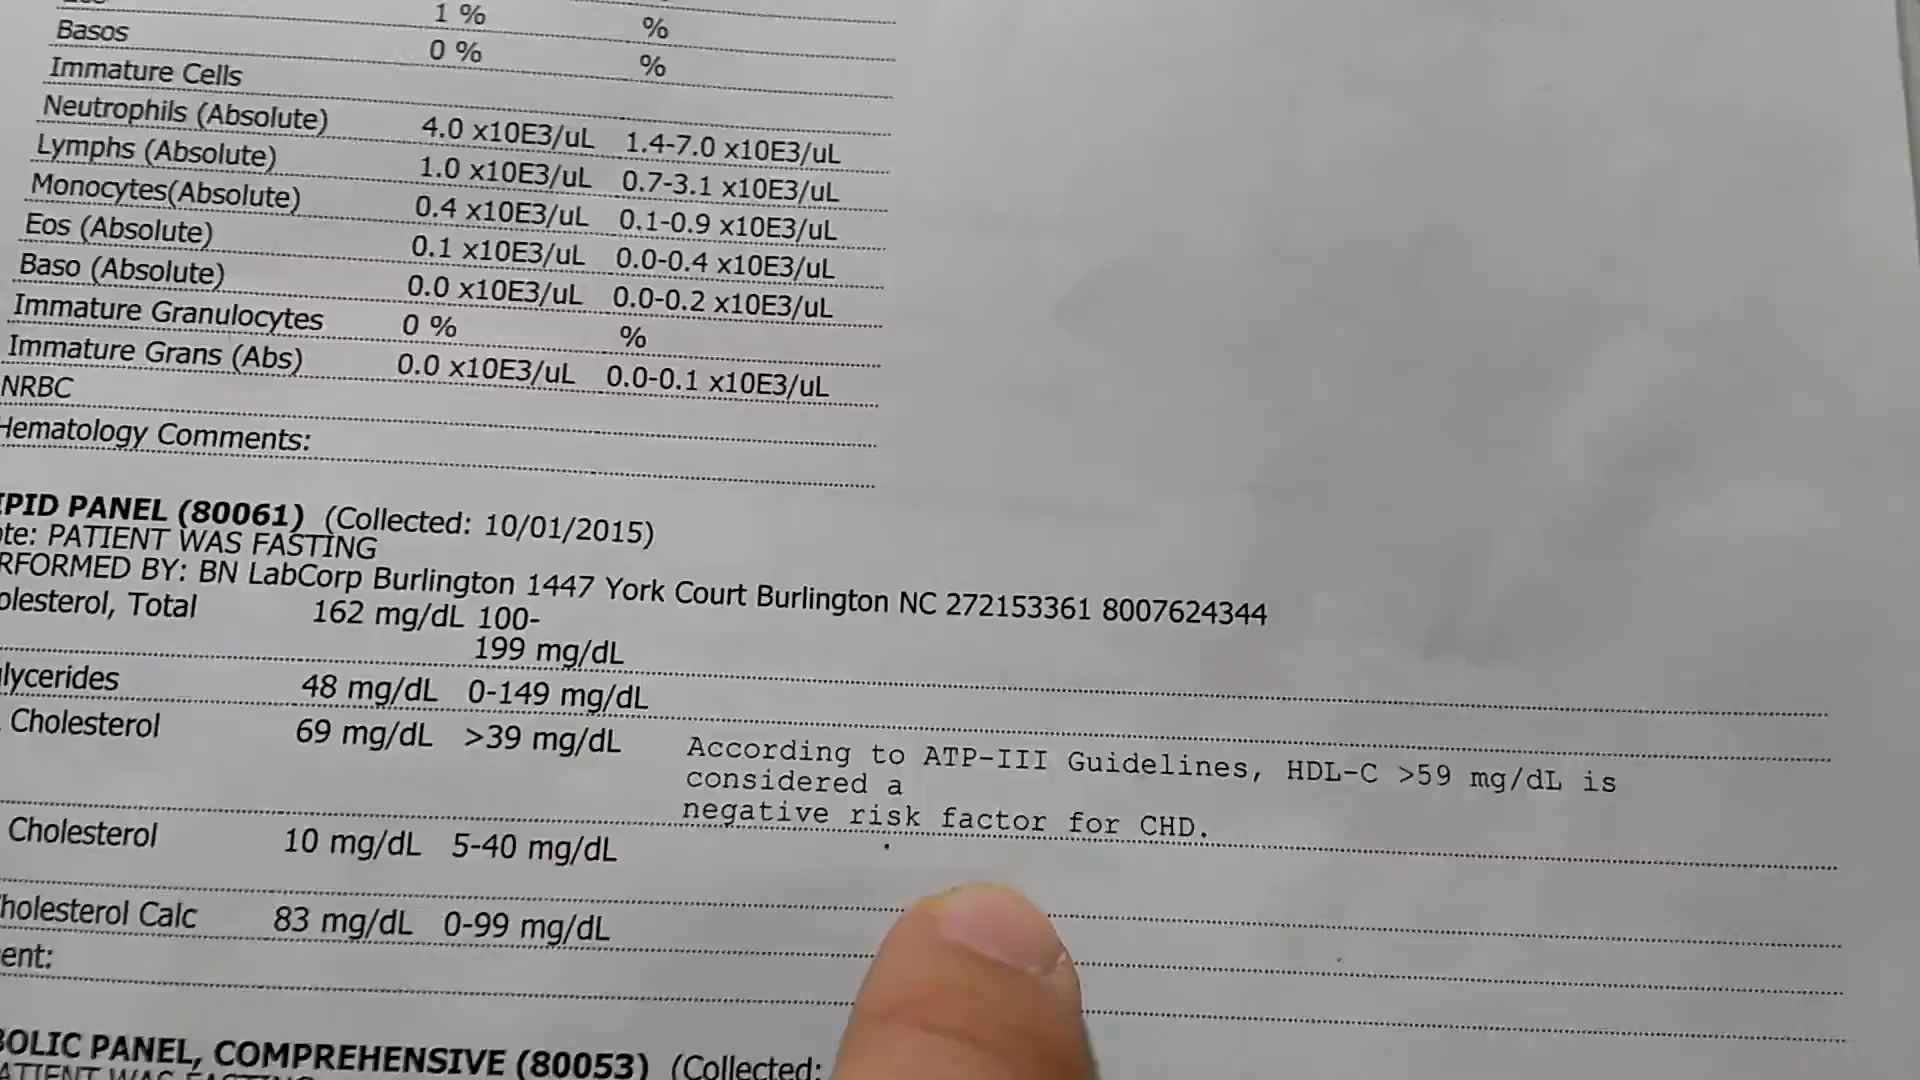 1 % %
Basos 0 % %
Immature Cells
Neutrophils (Absolute) 4.0 x10E3/uL 1.4-7.0 x10E3/uL
Lymphs (Absolute) 1.0 x10E3/uL 0.7-3.1 x10E3/uL
Monocytes(Absolute) 0.4 x10E3/uL 0.1-0.9 x10E3/uL
Eos (Absolute) 0.1 x10E3/uL 0.0-0.4 x10E3/uL
Baso (Absolute) 0.0 x10E3/uL 0.0-0.2 x10E3/uL
Immature Granulocytes 0 % %
Immature Grans (Abs) 0.0 x10E3/uL 0.0-0.1 x10E3/uL
NRBC
Hematology Comments:
IPID PANEL (80061) (Collected: 10/01/2015)
ote: PATIENT WAS FASTING
RFORMED BY: BN LabCorp Burlington 1447 York Court Burlington NC 272153361 8007624344
olesterol, Total 162 mg/dL 100-
199 mg/dL
lycerides 48 mg/dL 0-149 mg/dL
Cholesterol 69 mg/dL >39 mg/dL According to ATP-III Guidelines, HDL-C >59 mg/dL is
considered a
negative risk factor for CHD.
Cholesterol 10 mg/dL 5-40 mg/dL
holesterol Calc 83 mg/dL 0-99 mg/dL
ent:
BOLIC PANEL, COMPREHENSIVE (80053) (Collected:
ATIENT WAS FASTING